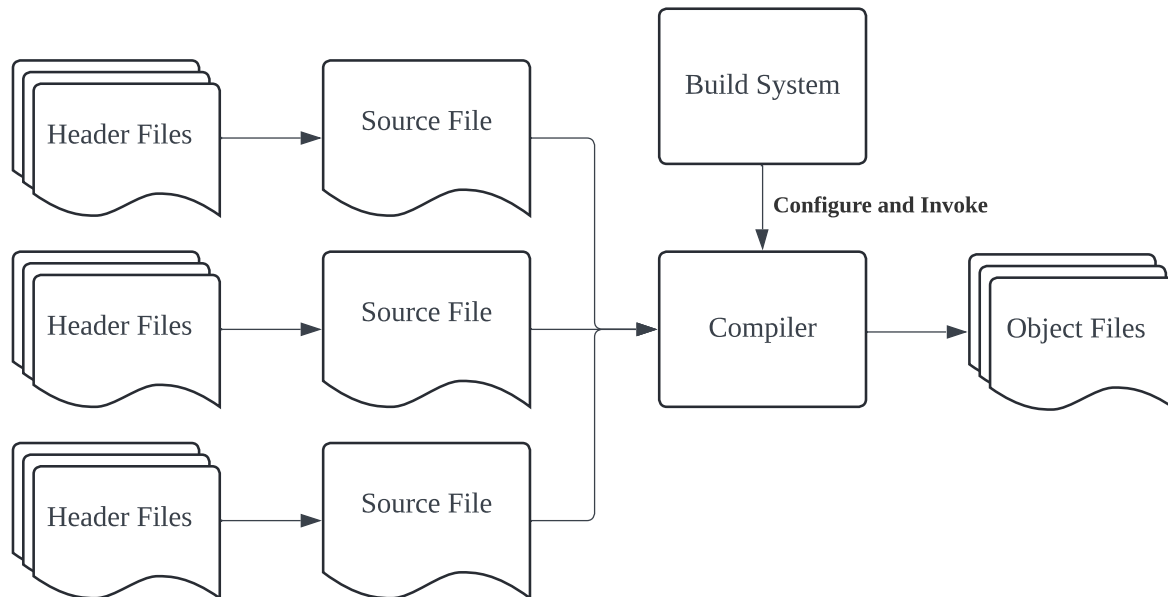 Build System
Header Files
Source File
Configure and Invoke
Header Files
Source File
Compiler
Object Files
Header Files
Source File